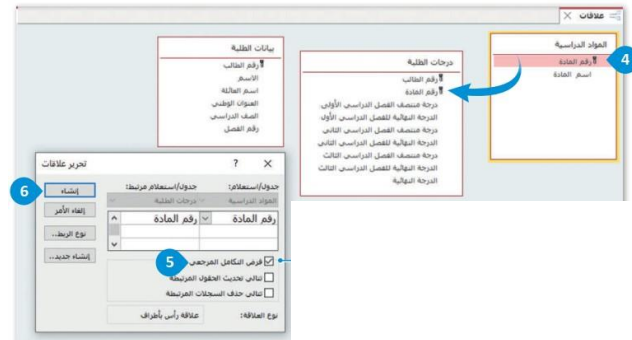 علاقات
المواد الدراسية
رقم المادة
اسم المادة
4
درجات الطلبة
رقم الطالب
رقم المادة
درجة منتصف الفصل الدراسي الأولى
الدرجة النهائية للفصل الدراسي الأول
درجة منتصف الفصل الدراسي الثاني
الدرجة النهائية للفصل الدراسي الثاني
درجة منتصف الفصل الدراسي الثالث
الدرجة النهائية للفصل الدراسي الثالث
الدرجة النهائية
بيانات الطلبة
رقم الطالب
الاسم
اسم العائلة
العنوان الوطني
الصف الدراسي
رقم الفصل
تحرير علاقات
جدول/استعلام: جدول/استعلام مرتبط:
المواد الدراسية درجات الطلبة
رقم المادة رقم المادة
5 فرض التكامل المرجعي
تتالي تحديث الحقول المرتبطة
تتالي حذف السجلات المرتبطة
نوع العلاقة: علاقة رأس بأطراف
6 إنشاء
إلغاء الأمر
نوع الربط..
إنشاء جديد..